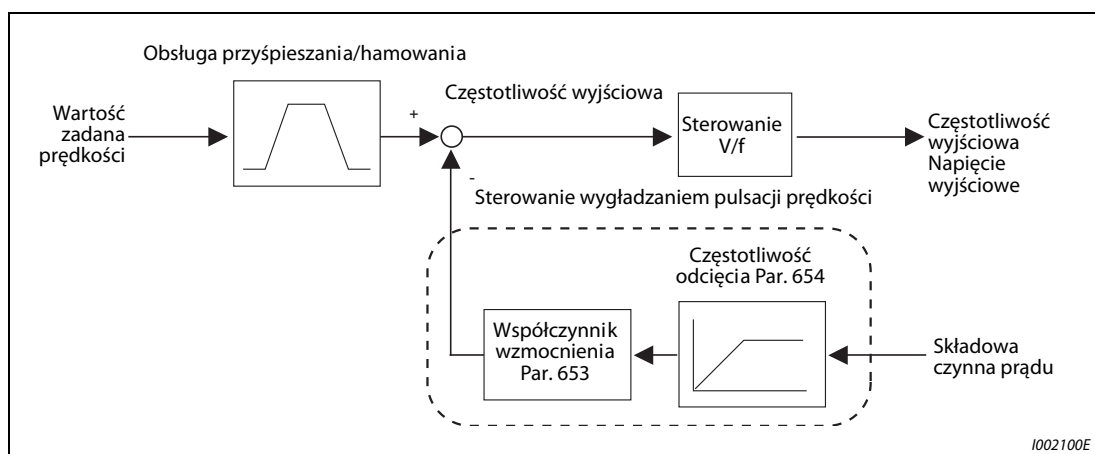 Obsługa przyśpieszania/hamowania
Wartość
zadana
prędkości
+
Częstotliwość wyjściowa
Sterowanie
V/f
Częstotliwość
wyjściowa
Napięcie
wyjściowe
-
Sterowanie wygładzaniem pulsacji prędkości
Częstotliwość
odcięcia Par. 654
Współczynnik
wzmocnienia
Par. 653
Składowa
czynna prądu
I002100E